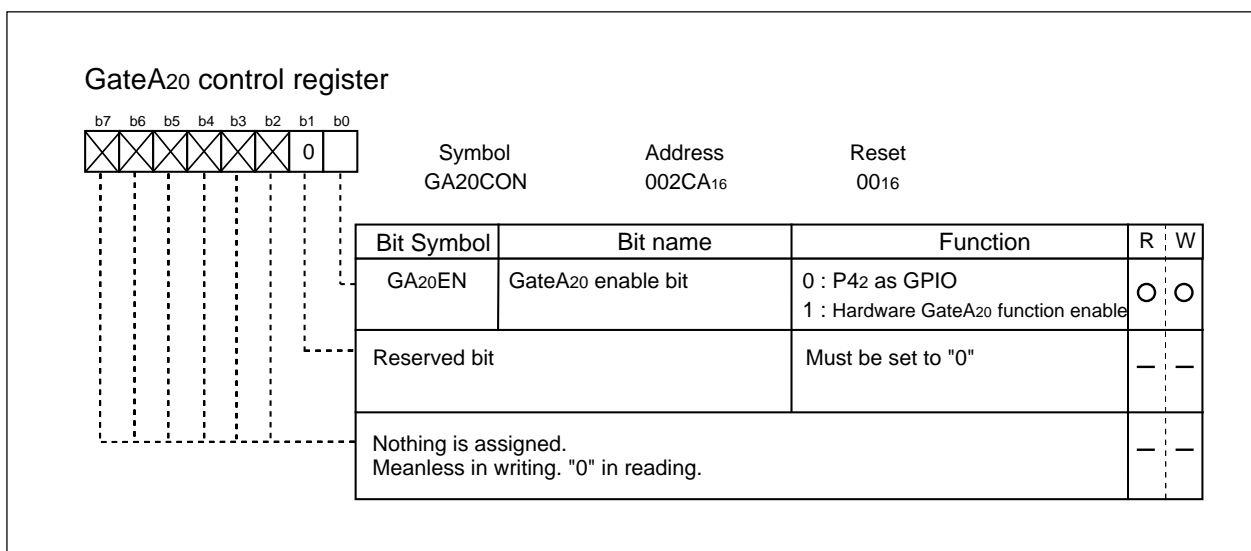 GateA20 control register
b7 b6 b5 b4 b3 b2 b1 b0
0
Symbol Address Reset
GA20CON 002CA16 0016
Bit Symbol Bit name Function R W
GA20EN GateA20 enable bit 0 : P42 as GPIO
1 : Hardware GateA20 function enable
Reserved bit Must be set to "0"
Nothing is assigned.
Meanless in writing. "0" in reading.